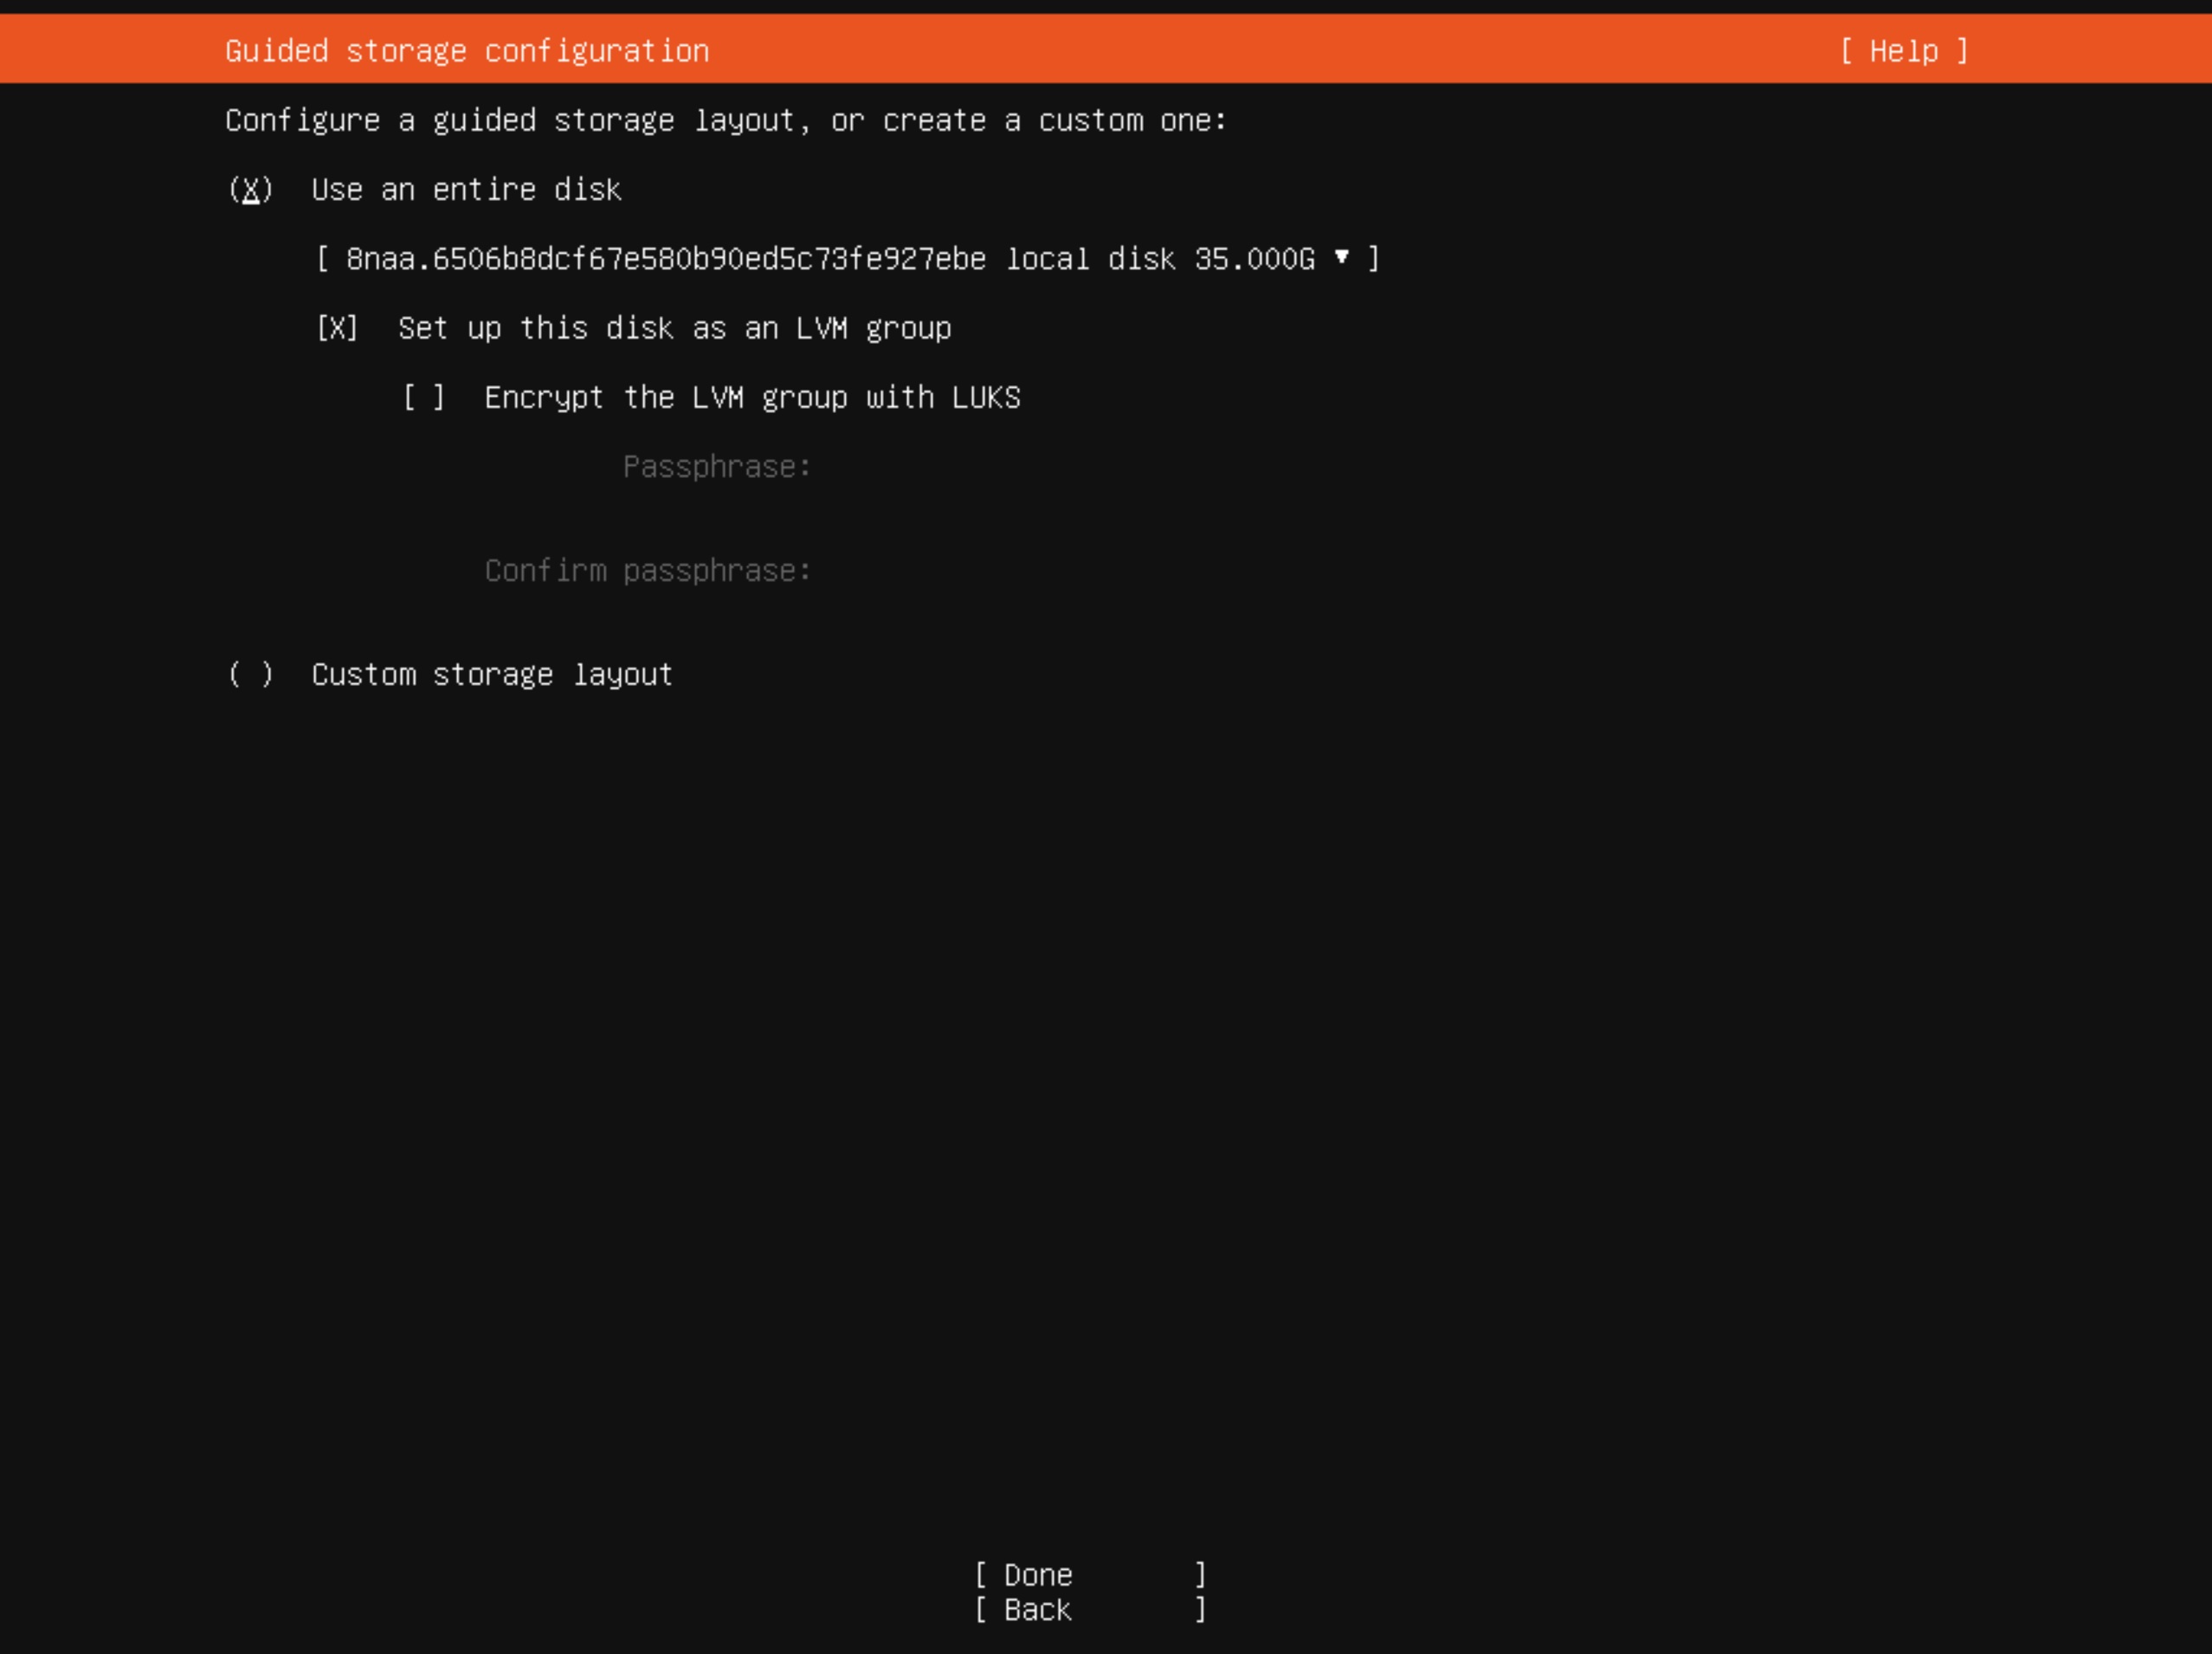 Guided storage configuration [ Help ]
Configure a guided storage layout, or create a custom one:
(X) Use an entire disk
[ 8naa.6506b8dcf67e580b90ed5c73fe927ebe local disk 35.000G ▼ ]
[X] Set up this disk as an LVM group
[ ] Encrypt the LVM group with LUKS
Passphrase:
Confirm passphrase:
( ) Custom storage layout
[ Done ]
[ Back ]